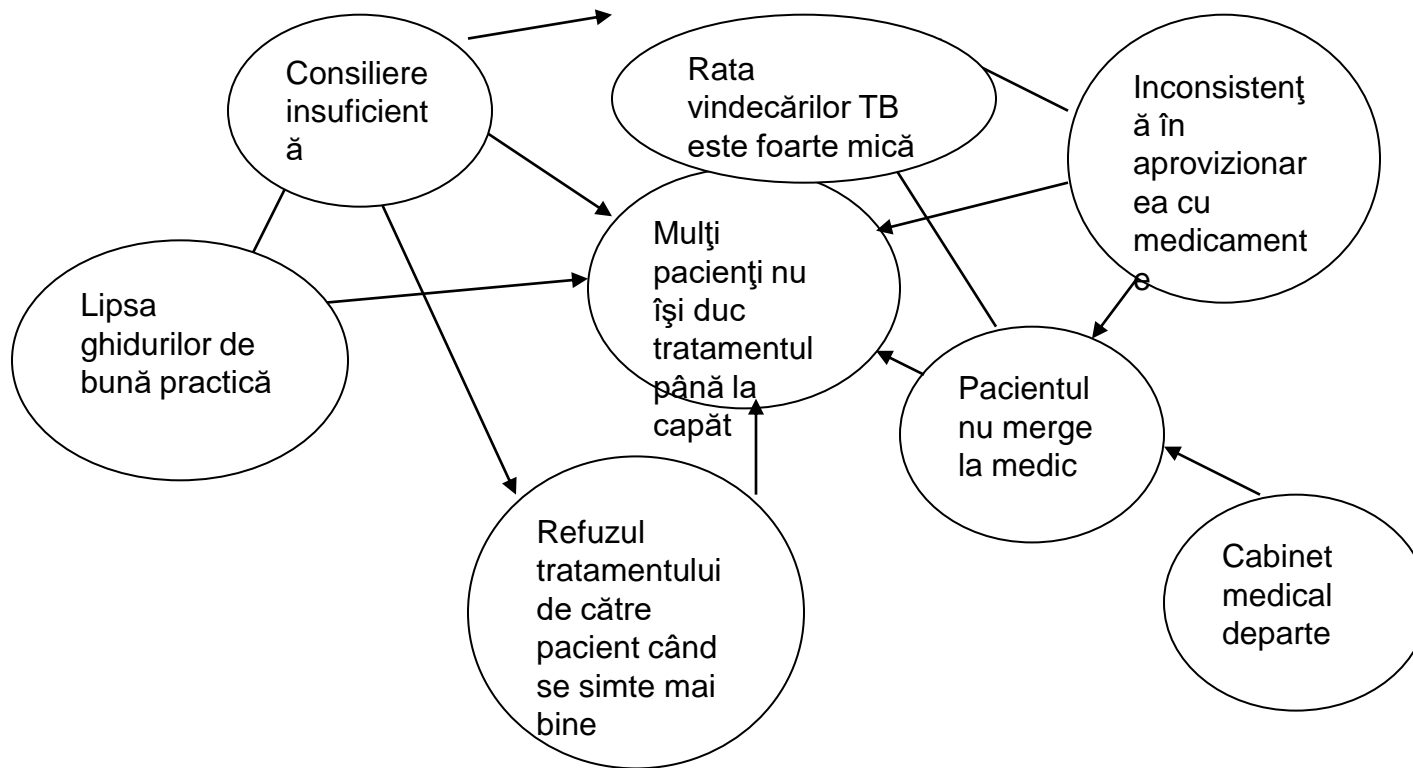 Consiliere
insuficient
ă
Rata
vindecărilor TB
este foarte mică
Inconsistenţ
ă în
aprovizionar
ea cu
medicament
e
Mulţi
pacienţi nu
îşi duc
tratamentul
până la
capăt
Lipsa
ghidurilor de
bună practică
Pacientul
nu merge
la medic
Refuzul
tratamentului
de către
pacient când
se simte mai
bine
Cabinet
medical
departe